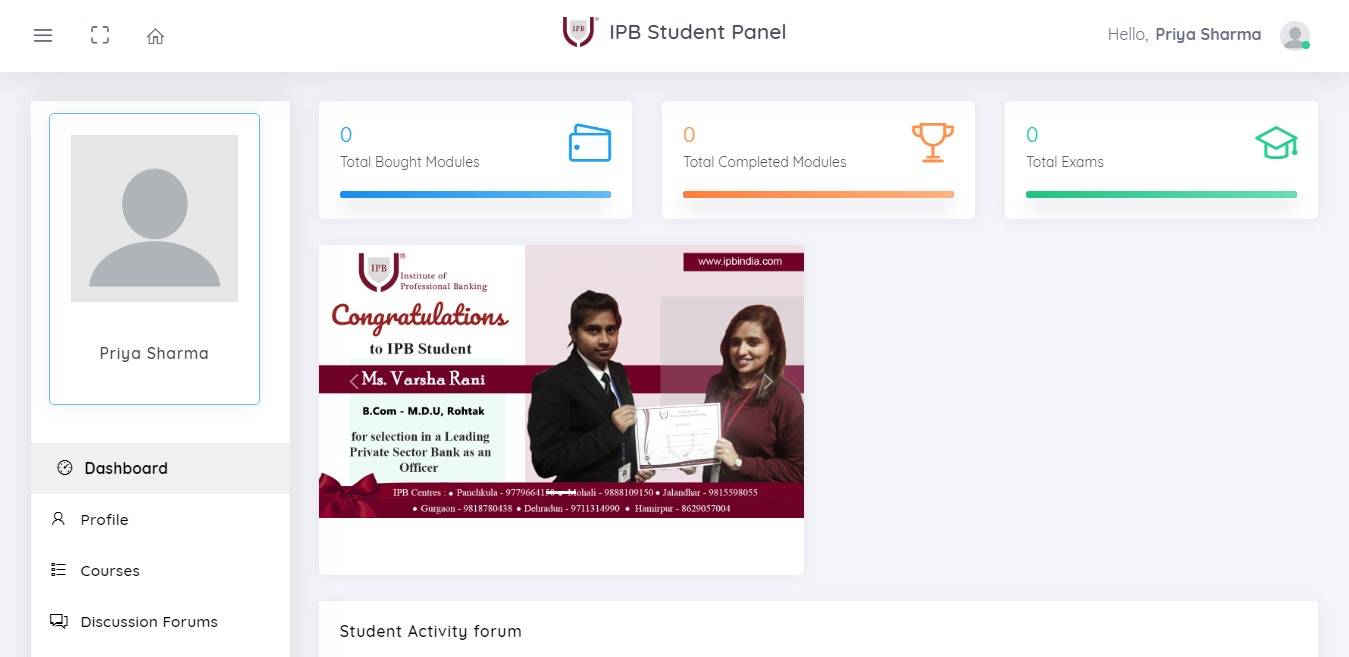 IPB
IPB Student Panel
Hello, Priya Sharma
Priya Sharma
Dashboard
Profile
Courses
Discussion Forums
0
Total Bought Modules
0
Total Completed Modules
0
Total Exams
IPB
®
Institute of
Professional Banking
www.ipbindia.com
Congratulations
to IPB Student
Ms. Varsha Rani
B.Com - M.D.U, Rohtak
for selection in a Leading
Private Sector Bank as an
Officer
IPB Centres : ● Panchkula - ● Mohali - 9888109150 ● Jalandhar - 9815598055
● Gurgaon - 9818780438 ● Dehradun - 9711314990 ● Hamirpur - 8629057004
Student Activity forum